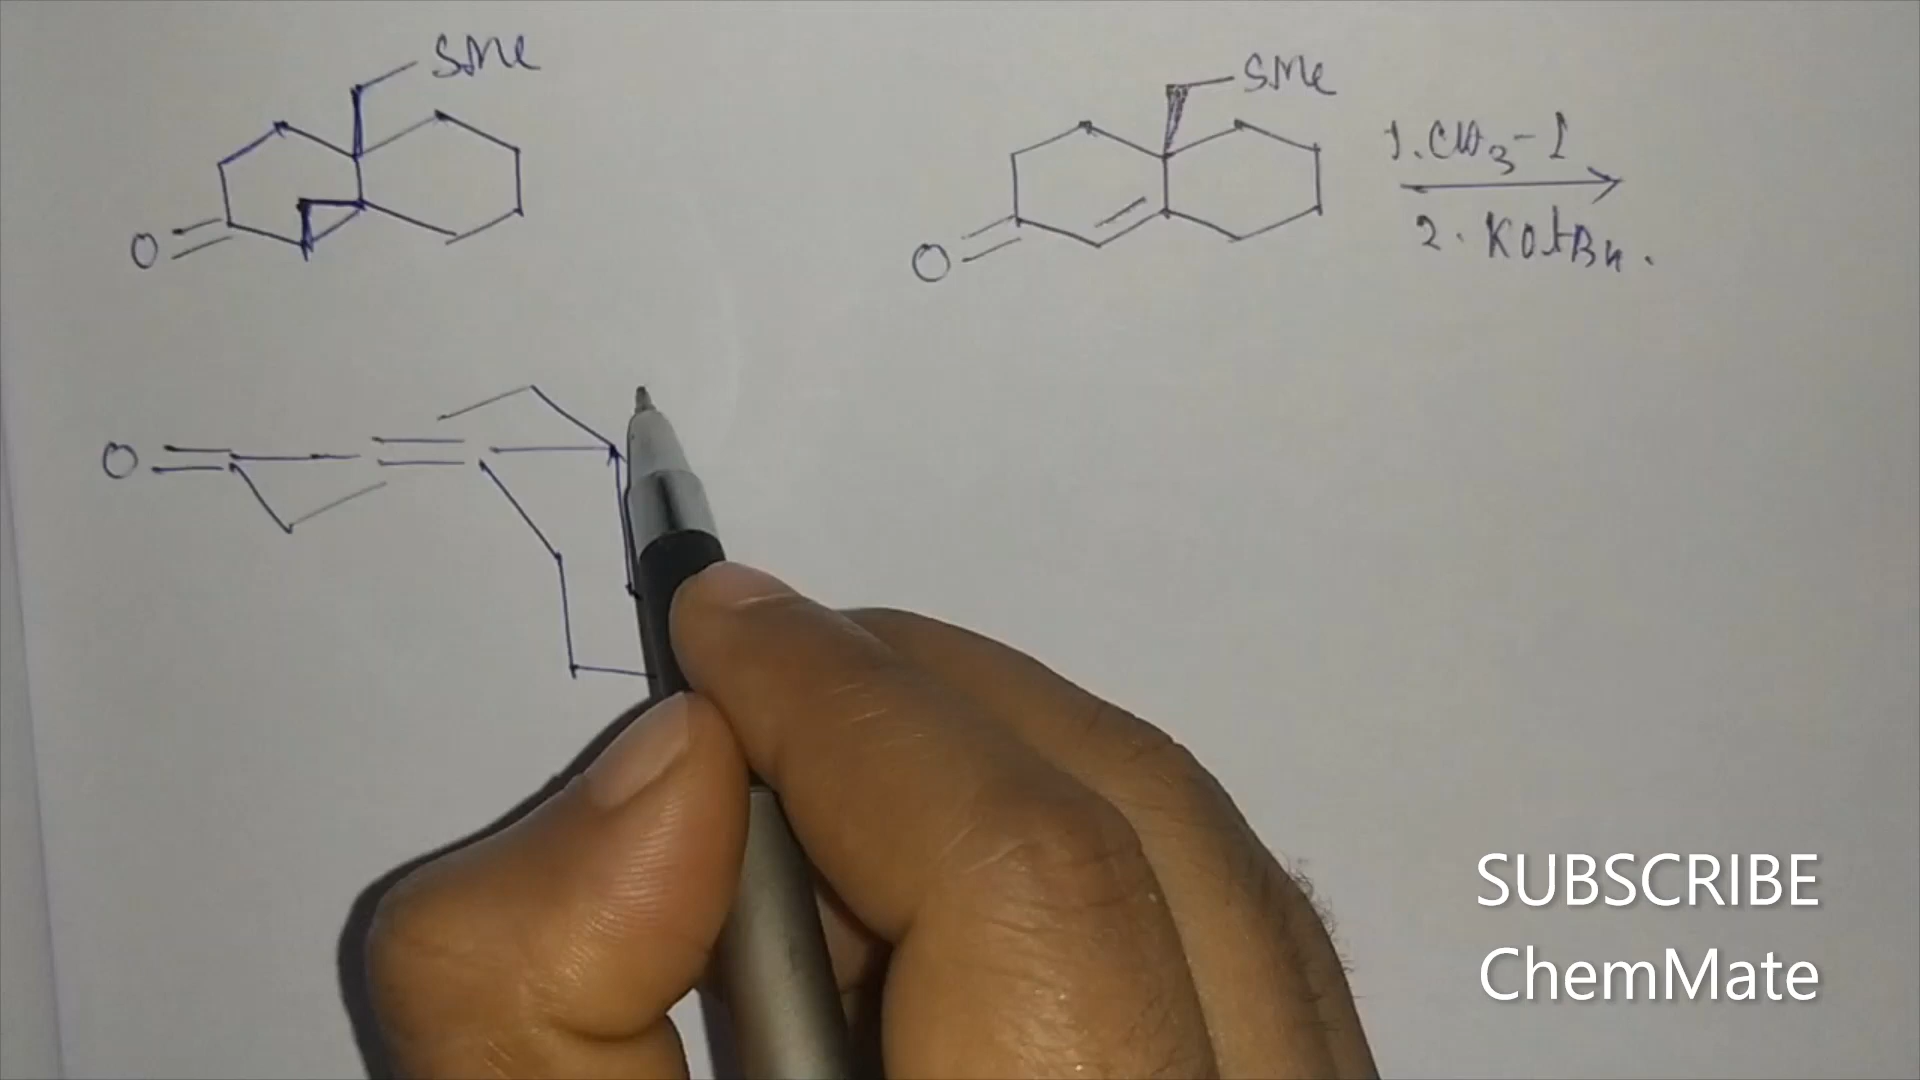 SMe
O
SMe
1. CH3-I
2. KOtBu.
O
O
SUBSCRIBE
ChemMate